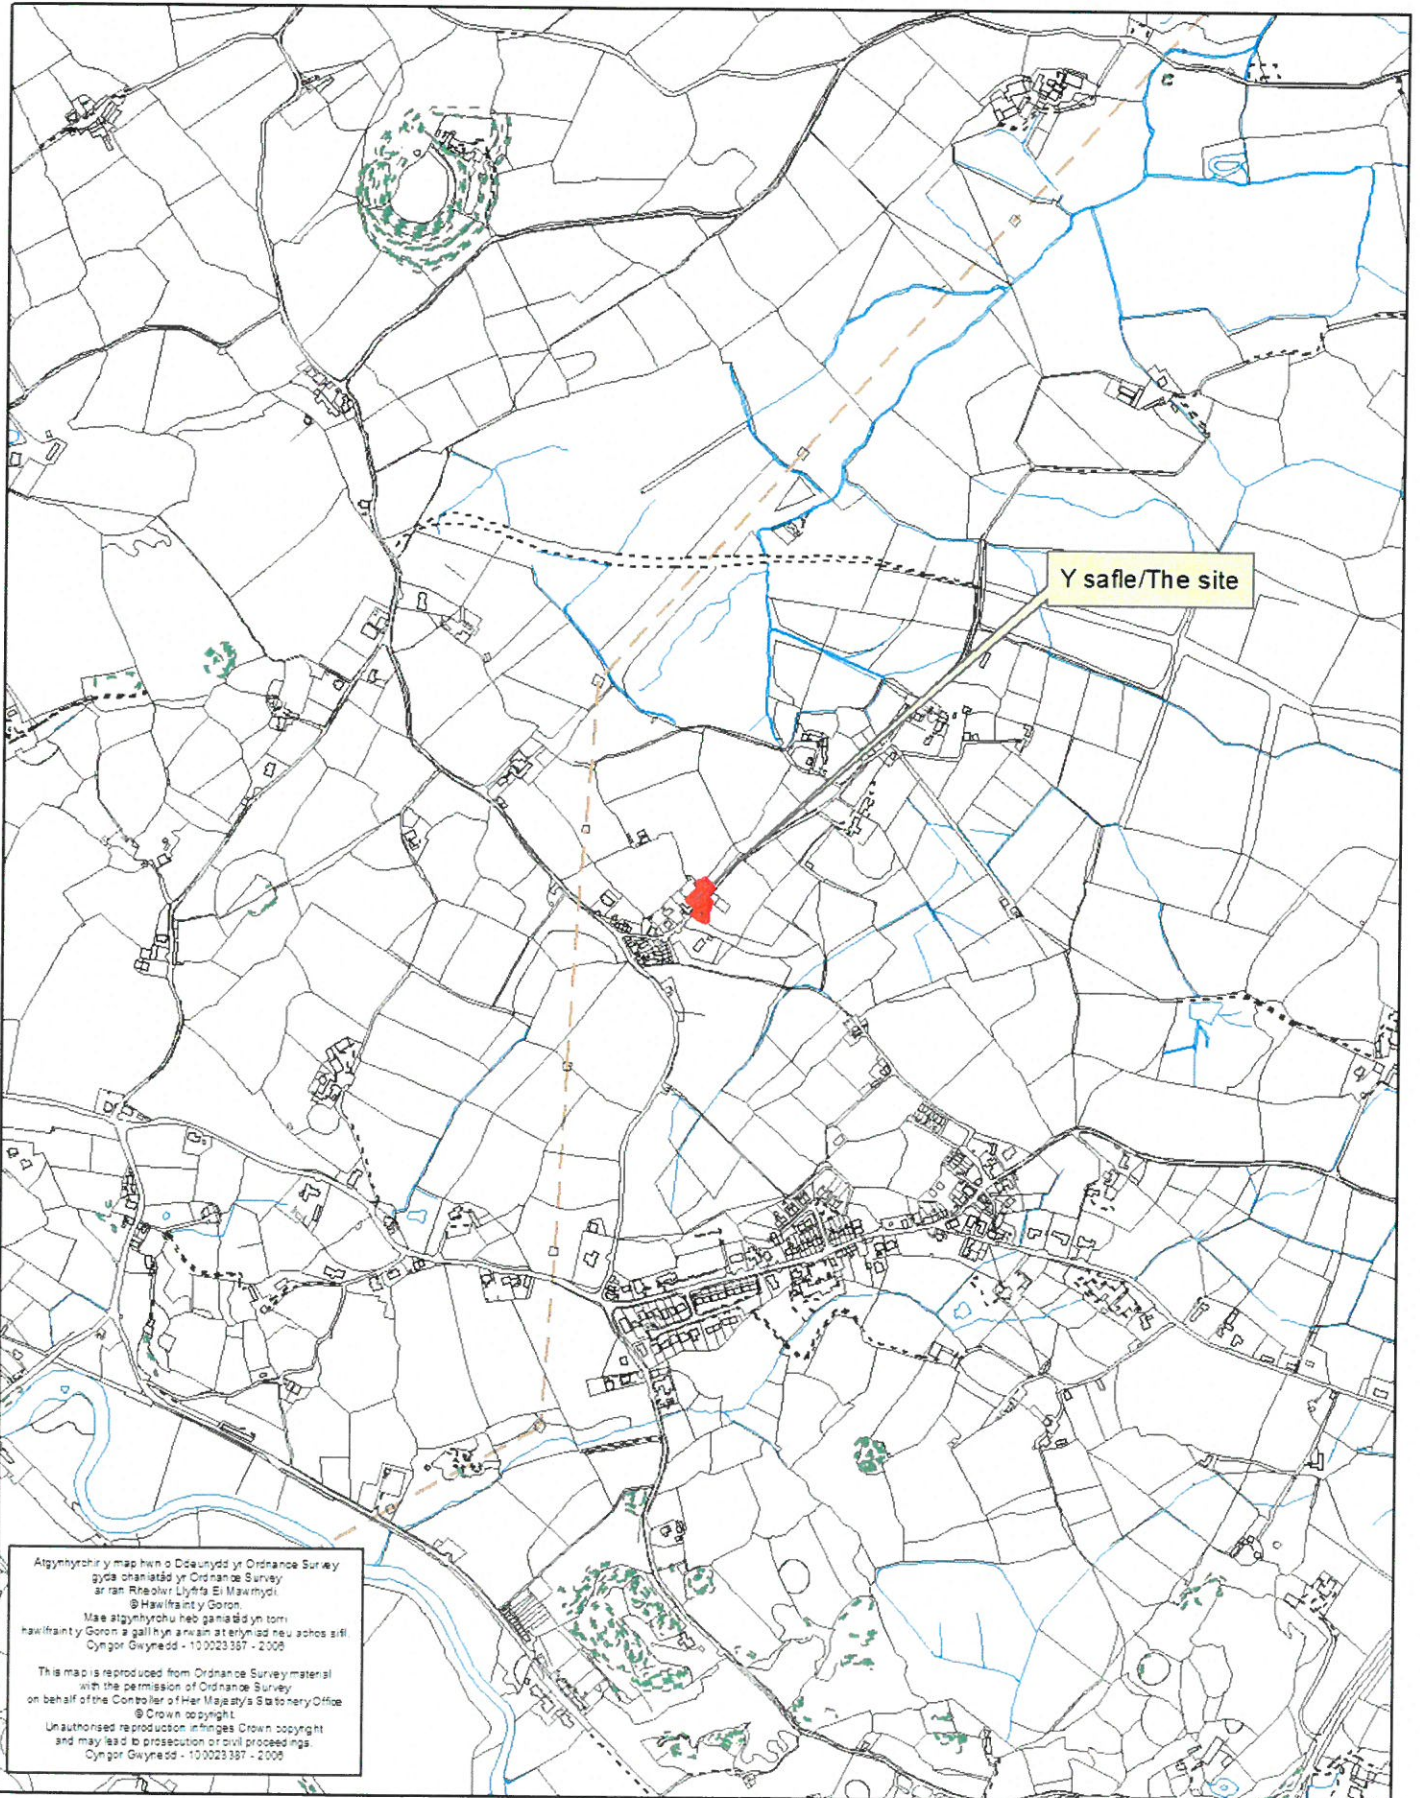 Y safle/The site
Atgynhyrchir y map hwn o Ddeunydd yr Ordnance Survey
gyda chaniatâd yr Ordnance Survey
ar ran Rheolwr Llyfrfa Ei Mawrhydi.
© Hawlfraint y Goron.
Mae atgynhyrchu heb ganiatâd yn torri
hawlfraint y Goron a gall hyn arwain at erlyniad neu achos sifil.
Cyngor Gwynedd - 100023387 - 2008
This map is reproduced from Ordnance Survey material
with the permission of Ordnance Survey
on behalf of the Controller of Her Majesty's Stationery Office
© Crown copyright.
Unauthorised reproduction infringes Crown copyright
and may lead to prosecution or civil proceedings.
Cyngor Gwynedd - 100023387 - 2008